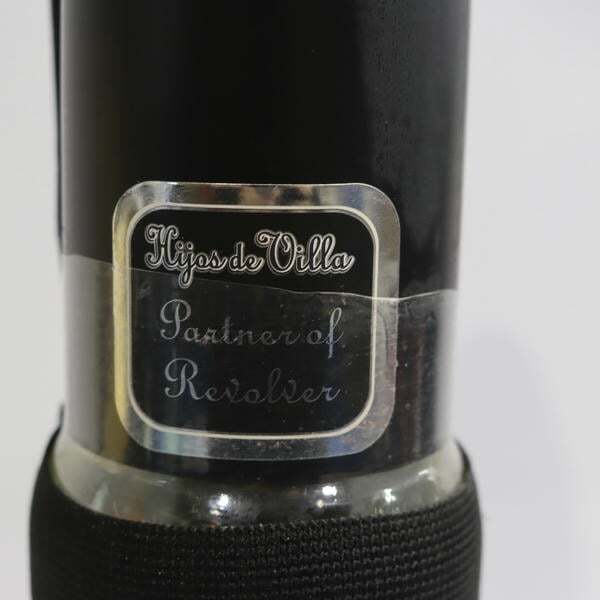 Hijos de Villa
Partner of
Revolver